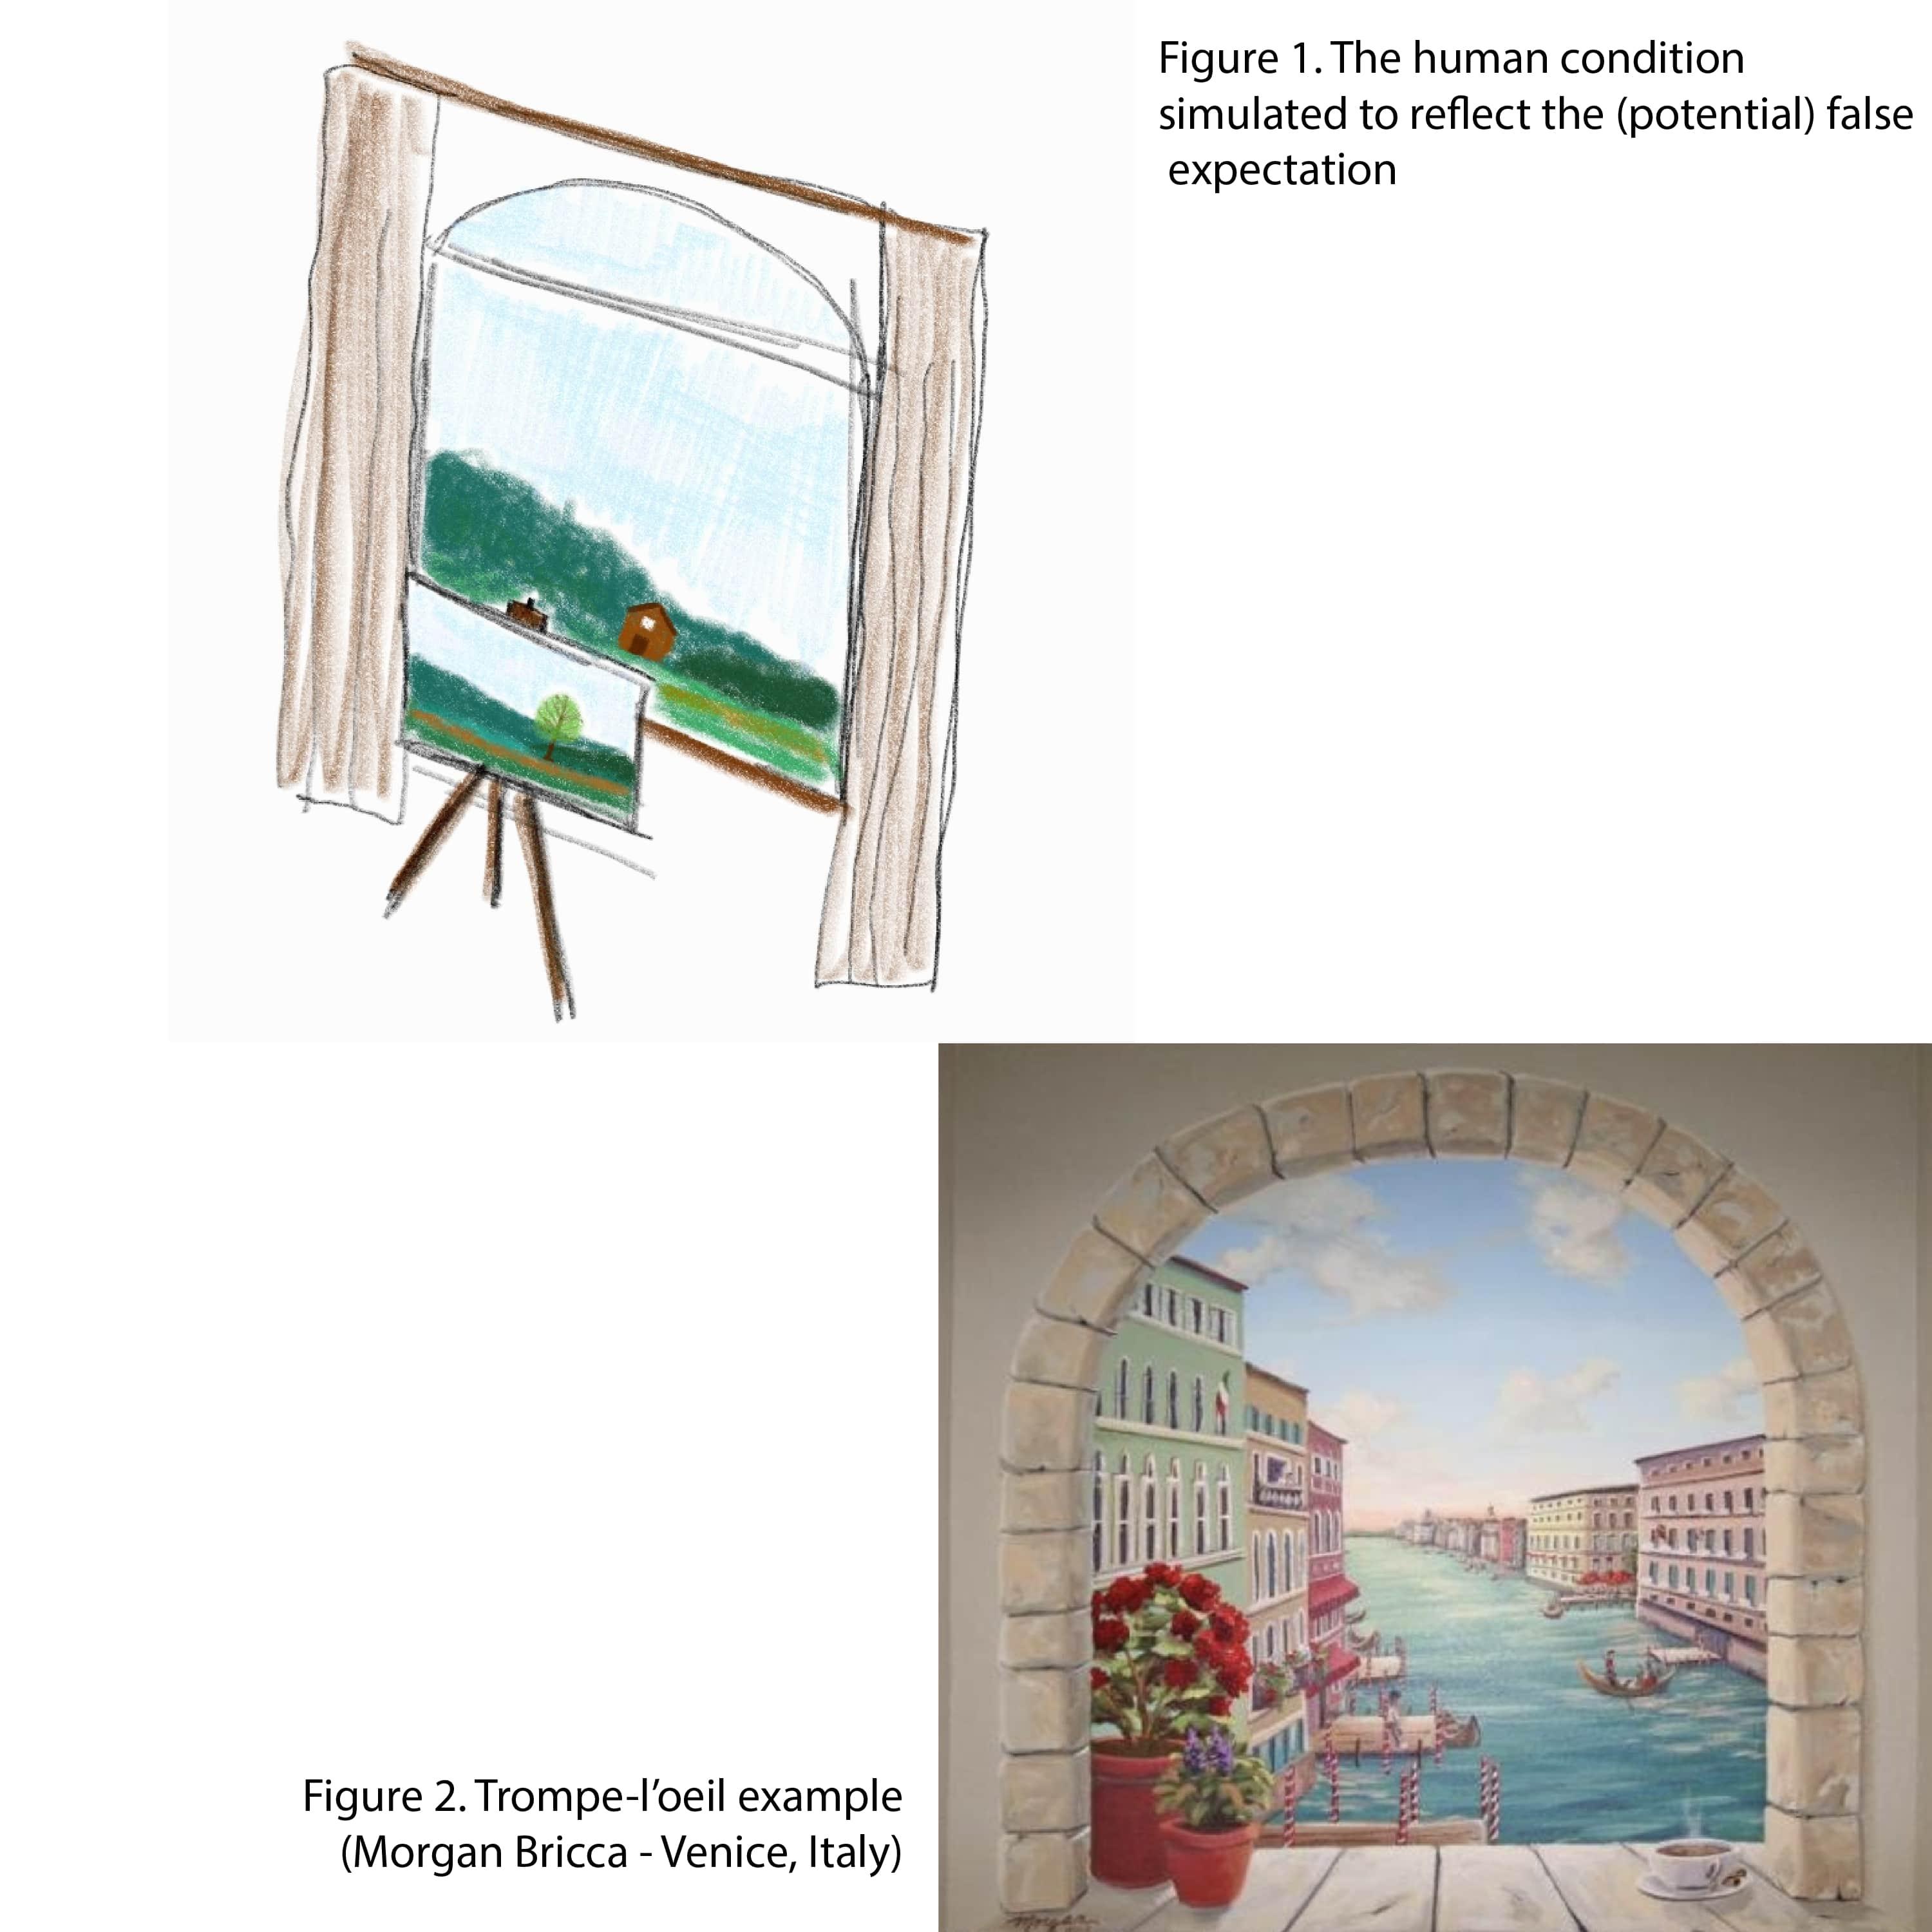 Figure 1. The human condition
simulated to reflect the (potential) false
expectation
Figure 2. Trompe-l’oeil example
(Morgan Bricca - Venice, Italy)
Morgan